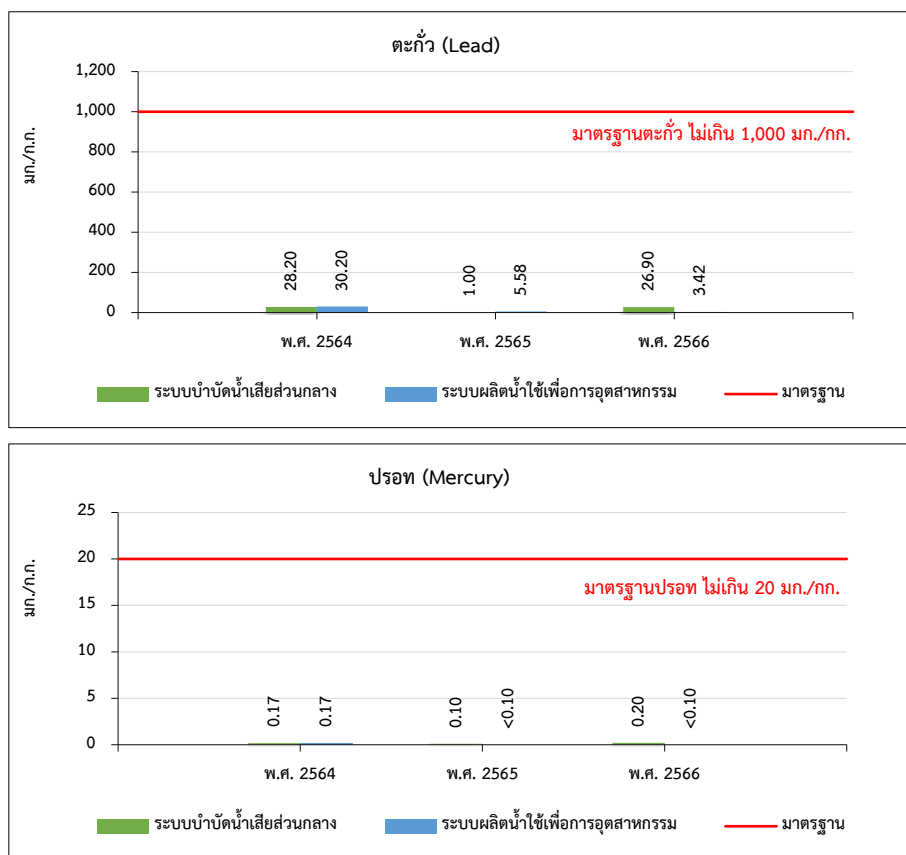 ตะกั่ว (Lead)
มก./ก.ก.
1,200
1,000
800
600
400
200
0
มาตรฐานตะกั่ว ไม่เกิน 1,000 มก./กก.
28.20
30.20
1.00
5.58
26.90
3.42
พ.ศ. 2564
พ.ศ. 2565
พ.ศ. 2566
ระบบบำบัดน้ำเสียส่วนกลาง
ระบบผลิตน้ำใช้เพื่อการอุตสาหกรรม
มาตรฐาน
ปรอท (Mercury)
มก./ก.ก.
25
20
15
10
5
0
มาตรฐานปรอท ไม่เกิน 20 มก./กก.
0.17
0.17
0.10
<0.10
0.20
<0.10
พ.ศ. 2564
พ.ศ. 2565
พ.ศ. 2566
ระบบบำบัดน้ำเสียส่วนกลาง
ระบบผลิตน้ำใช้เพื่อการอุตสาหกรรม
มาตรฐาน